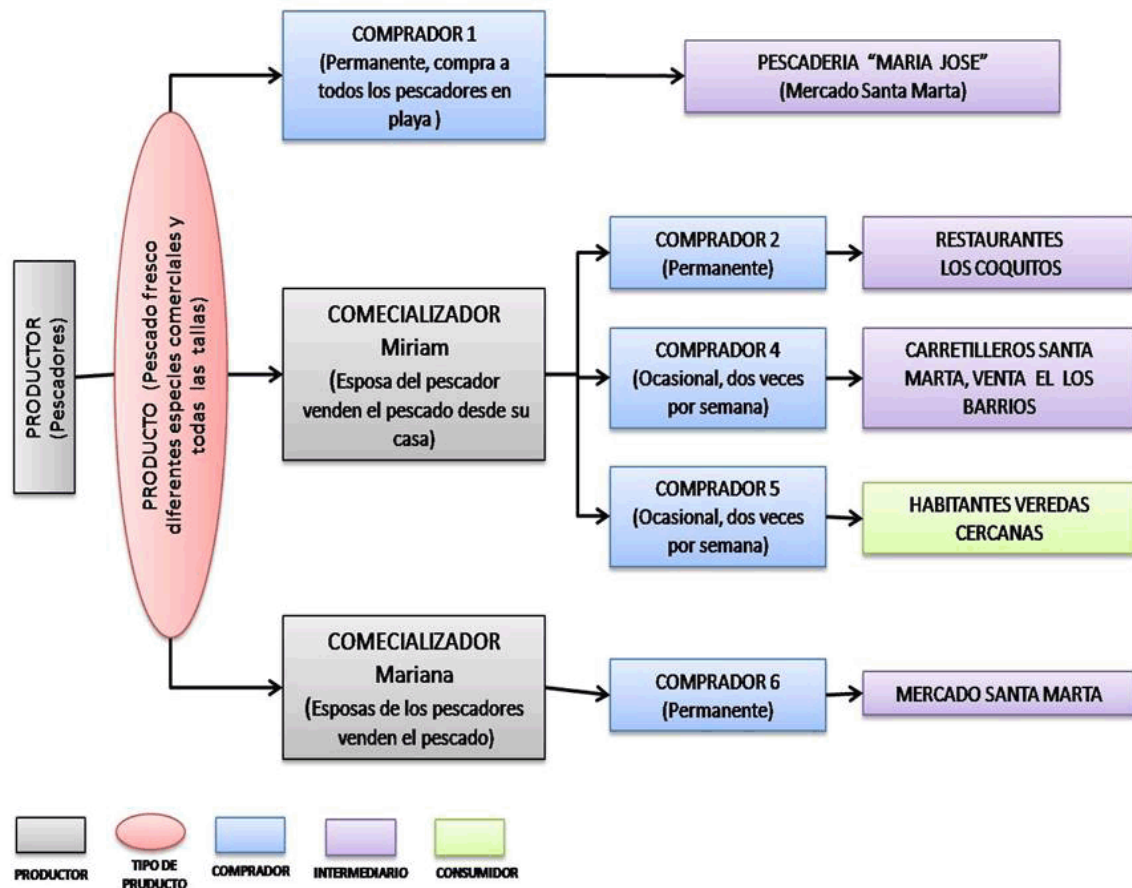 COMPRADOR 1
(Permanente, compra a
todos los pescadores en
playa )
PESCADERIA "MARIA JOSE"
(Mercado Santa Marta)
PRODUCTOR
(Pescadores)
PRODUCTO (Pescado fresco
diferentes especies comerciales y
todas las tallas)
COMECIALIZADOR
Miriam
(Esposa del pescador
venden el pescado desde su
casa)
COMPRADOR 2
(Permanente)
RESTAURANTES
LOS COQUITOS
COMPRADOR 4
(Ocasional, dos veces
por semana)
CARRETILLEROS SANTA
MARTA, VENTA EL LOS
BARRIOS
COMPRADOR 5
(Ocasional, dos veces
por semana)
HABITANTES VEREDAS
CERCANAS
COMECIALIZADOR
Mariana
(Esposas de los pescadores
venden el pescado)
COMPRADOR 6
(Permanente)
MERCADO SANTA MARTA
PRODUCTOR
TIPO DE
PRUDUCTO
COMPRADOR
INTERMEDIARIO
CONSUMIDOR